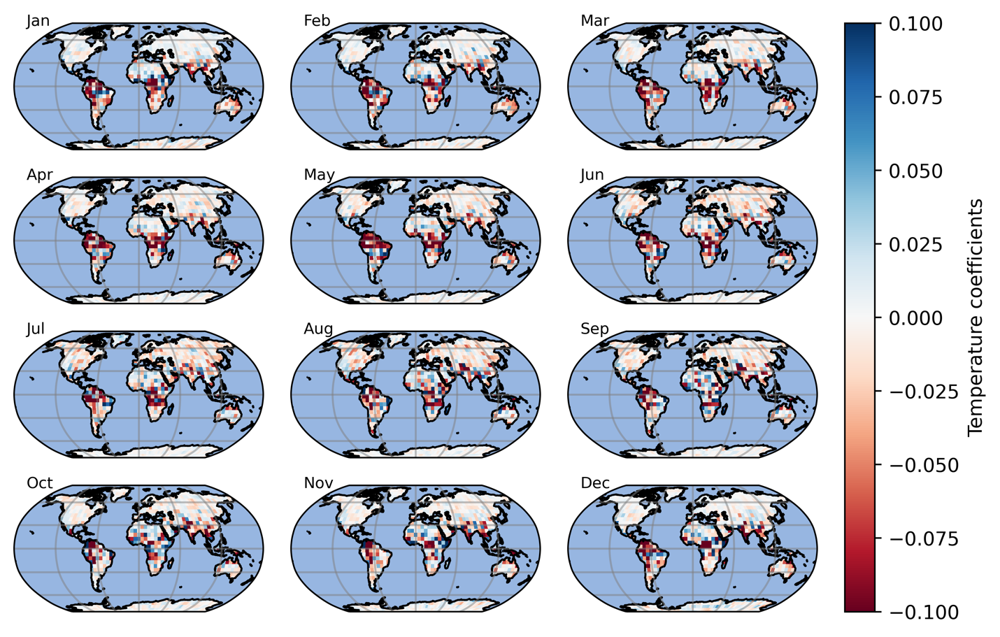 Jan
Feb
Mar
Apr
May
Jun
Jul
Aug
Sep
Oct
Nov
Dec
0.100
0.075
0.050
0.025
0.000
−0.025
−0.050
−0.075
−0.100
Temperature coefficients